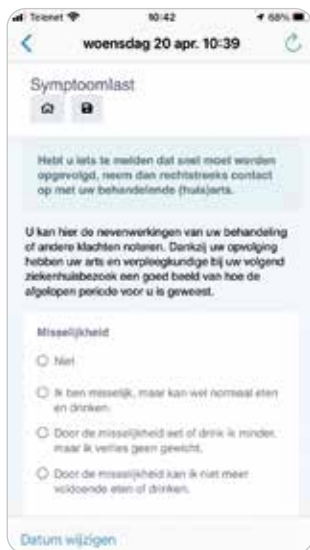 Telenet 10:42 68%
woensdag 20 apr. 10:39
Symptoomlast
Hebt u iets te melden dat snel moet worden
opgevolgd, neem dan rechtstreeks contact
op met uw behandelende (huis)arts.
U kan hier de nevenwerkingen van uw behandeling
of andere klachten noteren. Dankzij uw opvolging
hebben uw arts en verpleegkundige bij uw volgend
ziekenhuisbezoek een goed beeld van hoe de
afgelopen periode voor u is geweest.
Misselijkheid
Niet
Ik ben misselijk, maar kan wel normaal eten
en drinken.
Door de misselijkheid eet of drink ik minder,
maar ik verlies geen gewicht.
Door de misselijkheid kan ik niet meer
voldoende eten of drinken.
Datum wijzigen